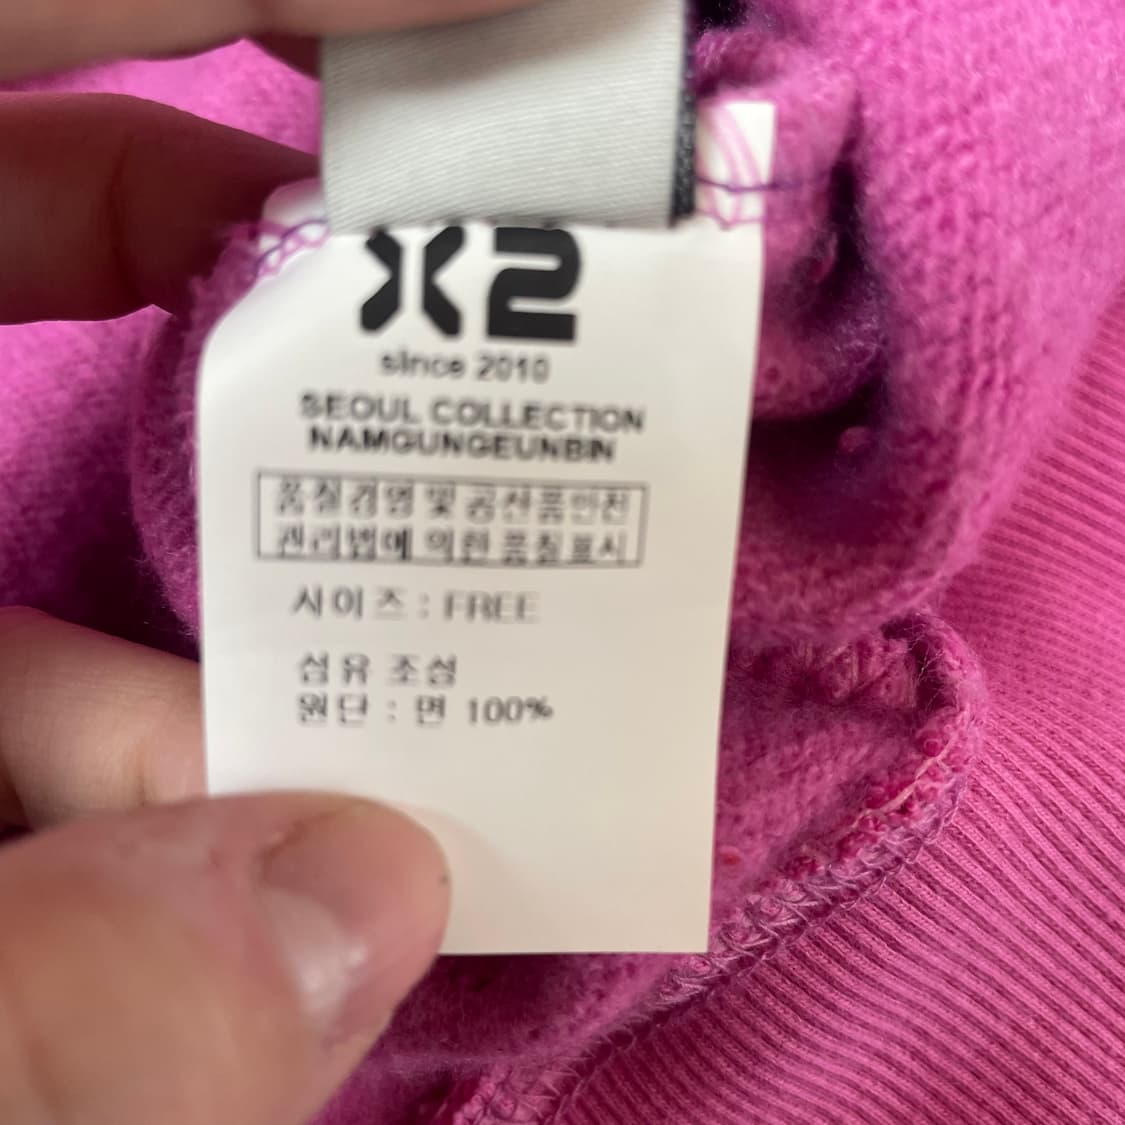 X2
since 2010
SEOUL COLLECTION
NAMGUNGEUNBIN
품질경영 및 공산품안전
관리법에 의한 품질표시
사이즈 : FREE
섬유 조성
원단 : 면 100%